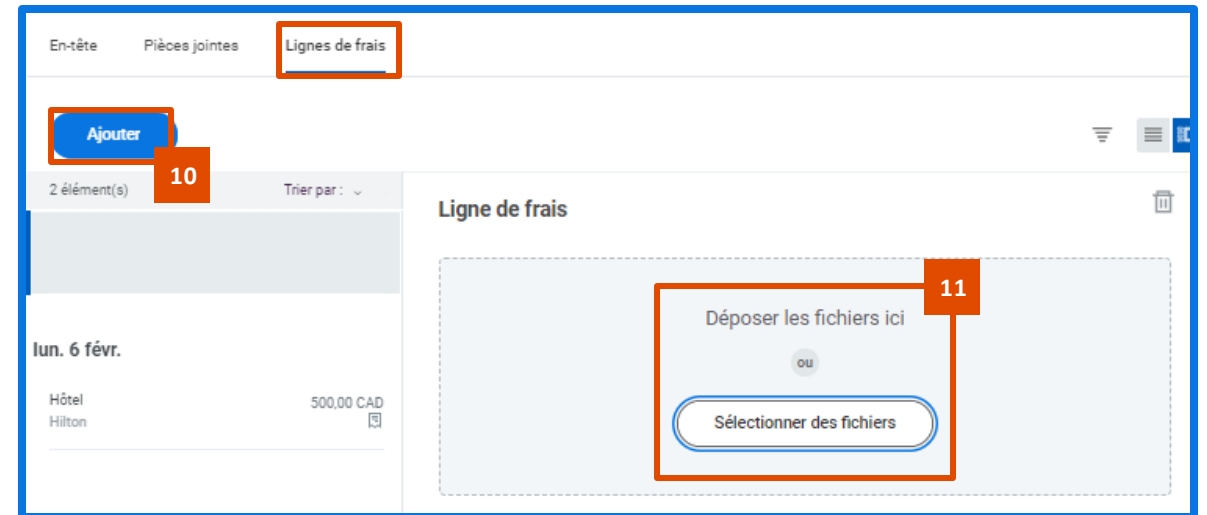 En-tête Pièces jointes Lignes de frais
Ajouter
10
2 élément(s) Trier par :
Ligne de frais
11
Déposer les fichiers ici
ou
Sélectionner des fichiers
lun. 6 févr.
Hôtel 500,00 CAD
Hilton